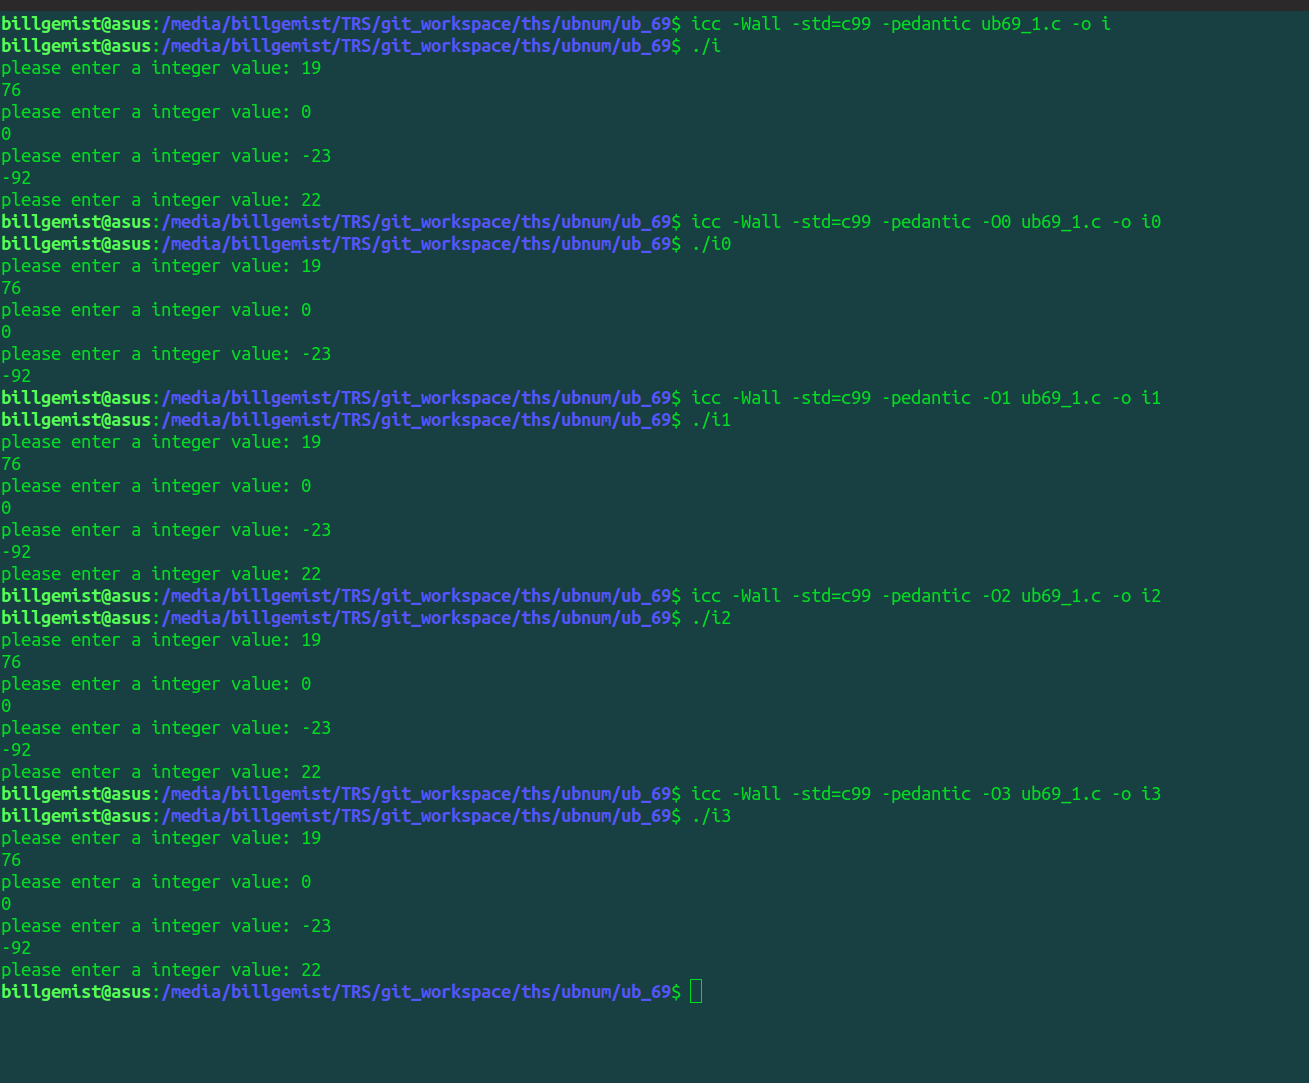 billgemist@asus:/media/billgemist/TRS/git_workspace/ths/ubnum/ub_69$ icc -Wall -std=c99 -pedantic ub69_1.c -o i
billgemist@asus:/media/billgemist/TRS/git_workspace/ths/ubnum/ub_69$ ./i
please enter a integer value: 19
76
please enter a integer value: 0
0
please enter a integer value: -23
-92
please enter a integer value: 22
billgemist@asus:/media/billgemist/TRS/git_workspace/ths/ubnum/ub_69$ icc -Wall -std=c99 -pedantic -O0 ub69_1.c -o i0
billgemist@asus:/media/billgemist/TRS/git_workspace/ths/ubnum/ub_69$ ./i0
please enter a integer value: 19
76
please enter a integer value: 0
0
please enter a integer value: -23
-92
billgemist@asus:/media/billgemist/TRS/git_workspace/ths/ubnum/ub_69$ icc -Wall -std=c99 -pedantic -O1 ub69_1.c -o i1
billgemist@asus:/media/billgemist/TRS/git_workspace/ths/ubnum/ub_69$ ./i1
please enter a integer value: 19
76
please enter a integer value: 0
0
please enter a integer value: -23
-92
please enter a integer value: 22
billgemist@asus:/media/billgemist/TRS/git_workspace/ths/ubnum/ub_69$ icc -Wall -std=c99 -pedantic -O2 ub69_1.c -o i2
billgemist@asus:/media/billgemist/TRS/git_workspace/ths/ubnum/ub_69$ ./i2
please enter a integer value: 19
76
please enter a integer value: 0
0
please enter a integer value: -23
-92
please enter a integer value: 22
billgemist@asus:/media/billgemist/TRS/git_workspace/ths/ubnum/ub_69$ icc -Wall -std=c99 -pedantic -O3 ub69_1.c -o i3
billgemist@asus:/media/billgemist/TRS/git_workspace/ths/ubnum/ub_69$ ./i3
please enter a integer value: 19
76
please enter a integer value: 0
0
please enter a integer value: -23
-92
please enter a integer value: 22
billgemist@asus:/media/billgemist/TRS/git_workspace/ths/ubnum/ub_69$